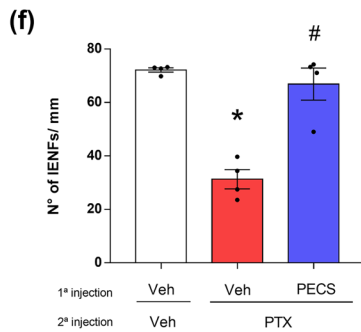 (f)
N° of IENFs/ mm
80
60
40
20
0
*
#
1ª injection Veh Veh PECS
2ª injection Veh PTX